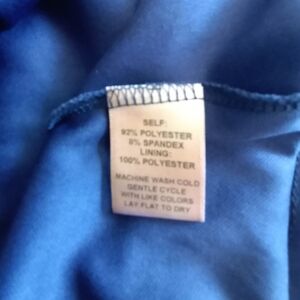 SELF:
92% POLYESTER
8% SPANDEX
LINING:
100% POLYESTER
MACHINE WASH COLD
GENTLE CYCLE
WITH LIKE COLORS
LAY FLAT TO DRY